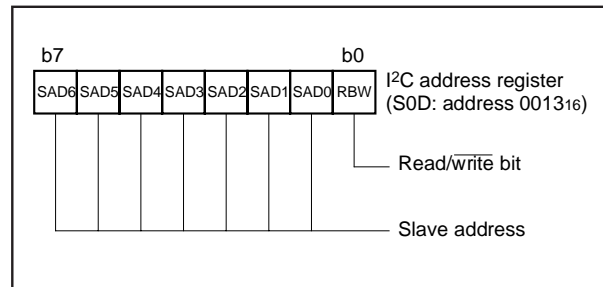 b7 b0
SAD6 SAD5 SAD4 SAD3 SAD2 SAD1 SAD0 RBW
I²C address register
(S0D: address 0013₁₆)
Read/w̅r̅i̅t̅e̅ bit
Slave address